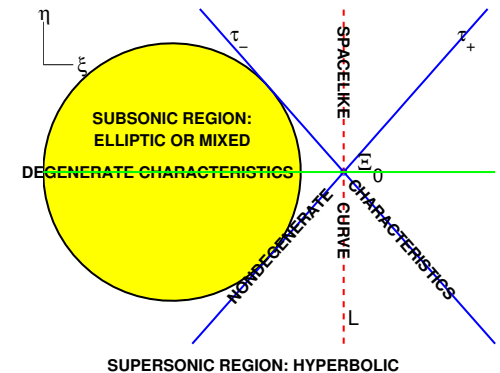 η
ξ
τ−
τ+
SPACELIKE
SUBSONIC REGION:
ELLIPTIC OR MIXED
DEGENERATE CHARACTERISTICS
Ξ0
NONDEGENERATE
CHARACTERISTICS
CURVE
L
SUPERSONIC REGION: HYPERBOLIC